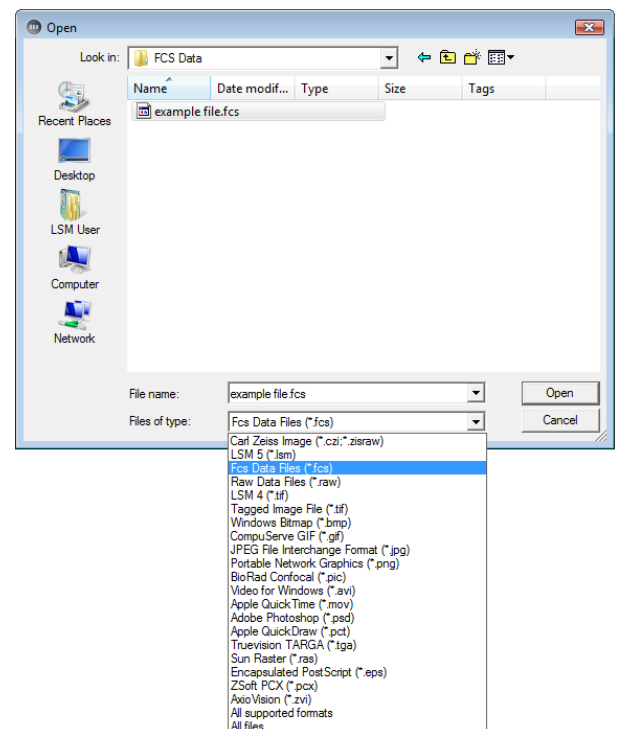 Open
Look in: FCS Data
Name Date modif... Type Size Tags
example file.fcs
Recent Places
Desktop
LSM User
Computer
Network
File name: example file.fcs Open
Files of type: Fcs Data Files (*.fcs) Cancel
Carl Zeiss Image (*.czi;*.zisraw)
LSM 5 (*.lsm)
Fcs Data Files (*.fcs)
Raw Data Files (*.raw)
LSM 4 (*.tif)
Tagged Image File (*.tif)
Windows Bitmap (*.bmp)
CompuServe GIF (*.gif)
JPEG File Interchange Format (*.jpg)
Portable Network Graphics (*.png)
BioRad Confocal (*.pic)
Video for Windows (*.avi)
Apple QuickTime (*.mov)
Adobe Photoshop (*.psd)
Apple QuickDraw (*.pct)
Truevision TARGA (*.tga)
Sun Raster (*.ras)
Encapsulated PostScript (*.eps)
ZSoft PCX (*.pcx)
AxioVision (*.zvi)
All supported formats
All files